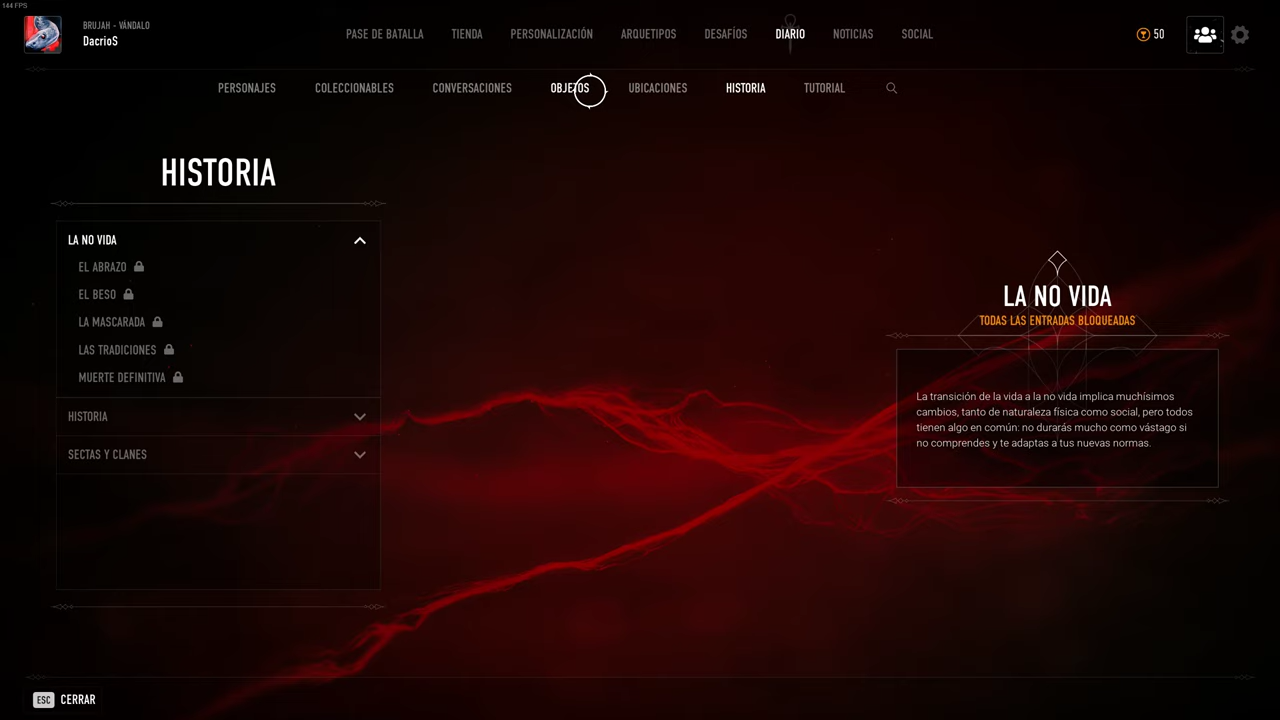 144 FPS
BRUJAH - VÁNDALO
DacrioS
PASE DE BATALLA
TIENDA
PERSONALIZACIÓN
ARQUETIPOS
DESAFÍOS
DIARIO
NOTICIAS
SOCIAL
50
PERSONAJES
COLECCIONABLES
CONVERSACIONES
OBJETOS
UBICACIONES
HISTORIA
TUTORIAL
HISTORIA
LA NO VIDA
EL ABRAZO
EL BESO
LA MASCARADA
LAS TRADICIONES
MUERTE DEFINITIVA
HISTORIA
SECTAS Y CLANES
LA NO VIDA
TODAS LAS ENTRADAS BLOQUEADAS
La transición de la vida a la no vida implica muchísimos
cambios, tanto de naturaleza física como social, pero todos
tienen algo en común: no durarás mucho como vástago si
no comprendes y te adaptas a tus nuevas normas.
ESC CERRAR